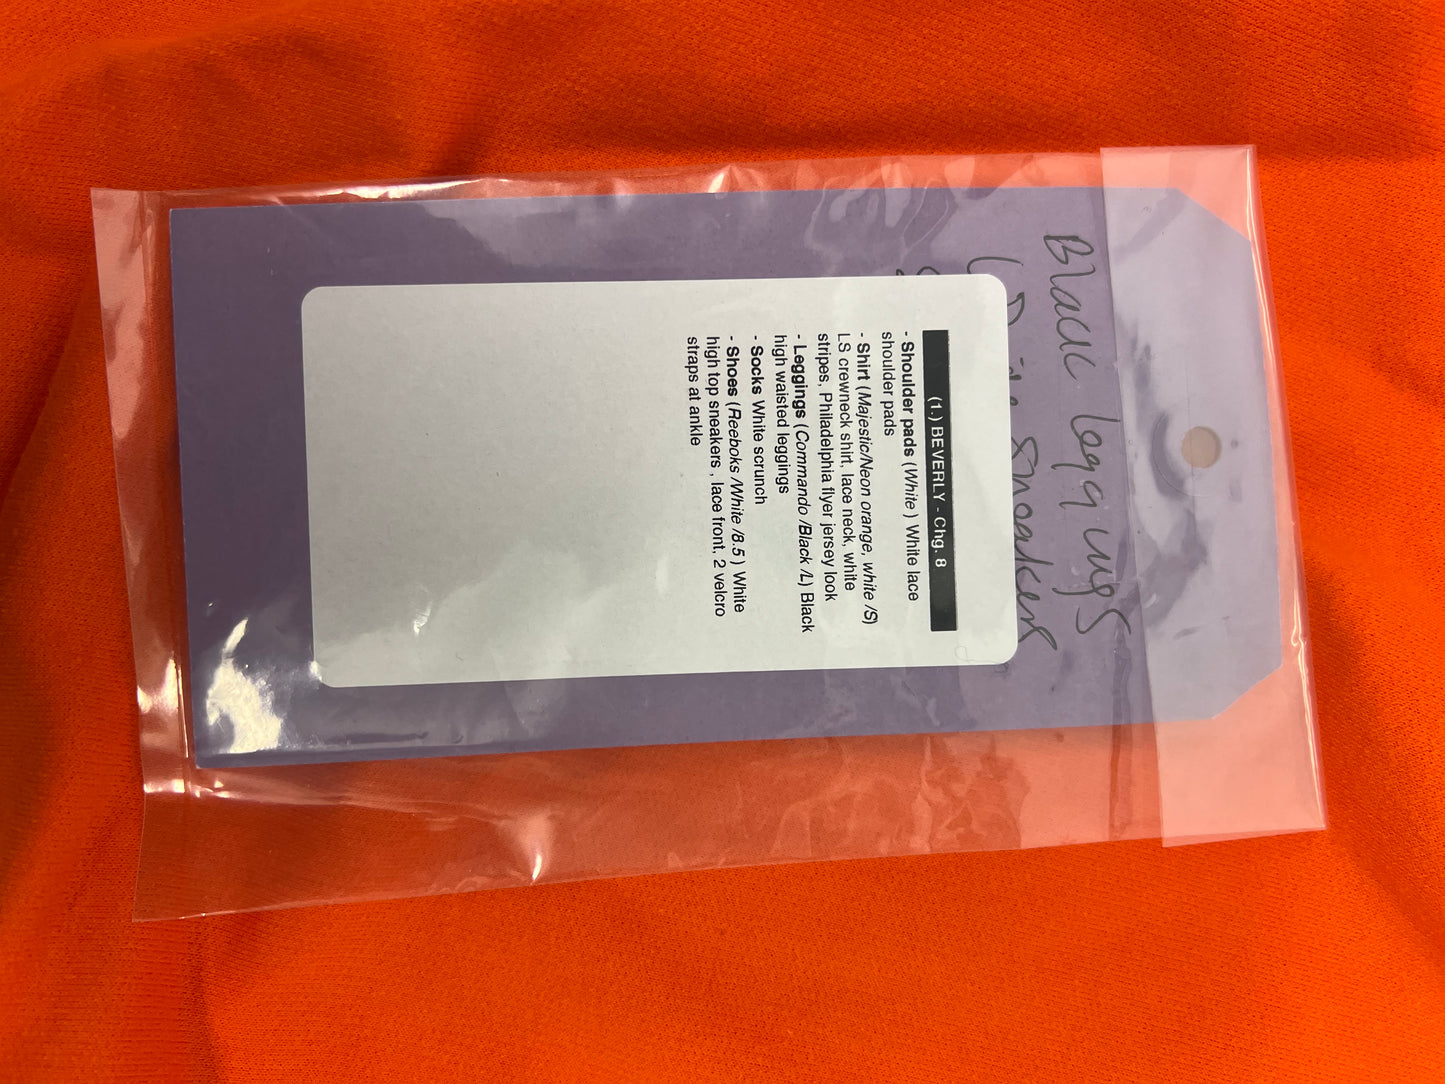 Black leggings
Sneakers
(1.) BEVERLY - Chg. 8
- Shoulder pads (White ) White lace
shoulder pads
- Shirt (Majestic/Neon orange, white /S)
LS crewneck shirt, lace neck, white
stripes, Philadelphia flyer jersey look
- Leggings (Commando /Black /L) Black
high waisted leggings
- Socks White scrunch
- Shoes (Reeboks /White /8.5 ) White
high top sneakers , lace front, 2 velcro
straps at ankle